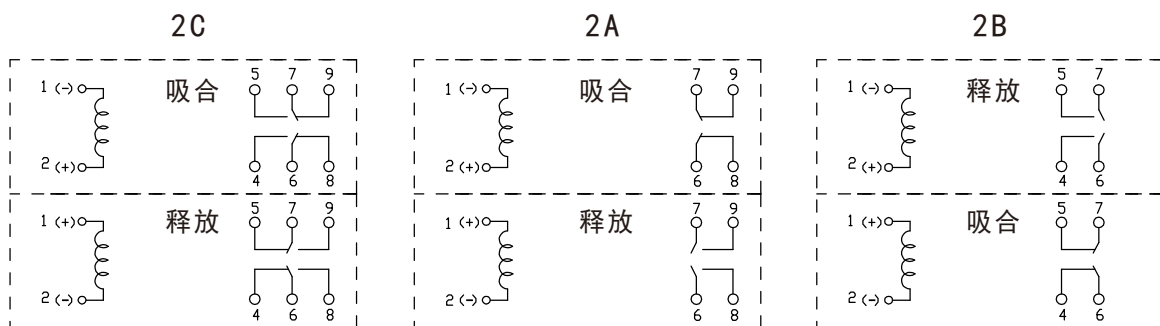 2C 2A 2B
5 7 9 7 9 5 7
1 (-) 吸合 1 (-) 吸合 1 (-) 释放
2 (+) 2 (+) 2 (+)
4 6 8 6 8 4 6
5 7 9 7 9 5 7
1 (+) 释放 1 (+) 释放 1 (+) 吸合
2 (-) 2 (-) 2 (-)
4 6 8 6 8 4 6